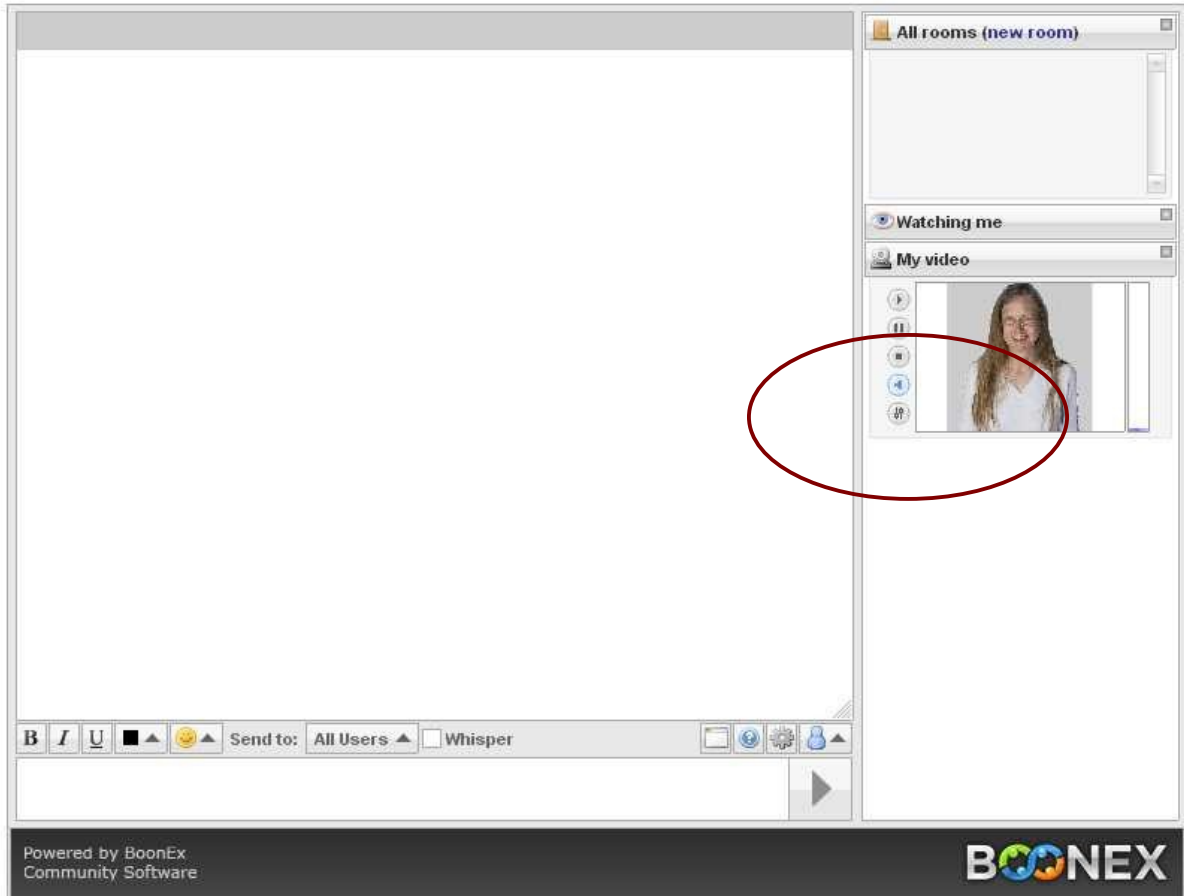 All rooms (new room)
Watching me
My video
B I U Send to: All Users Whisper
Powered by BoonEx
Community Software
BOONEX